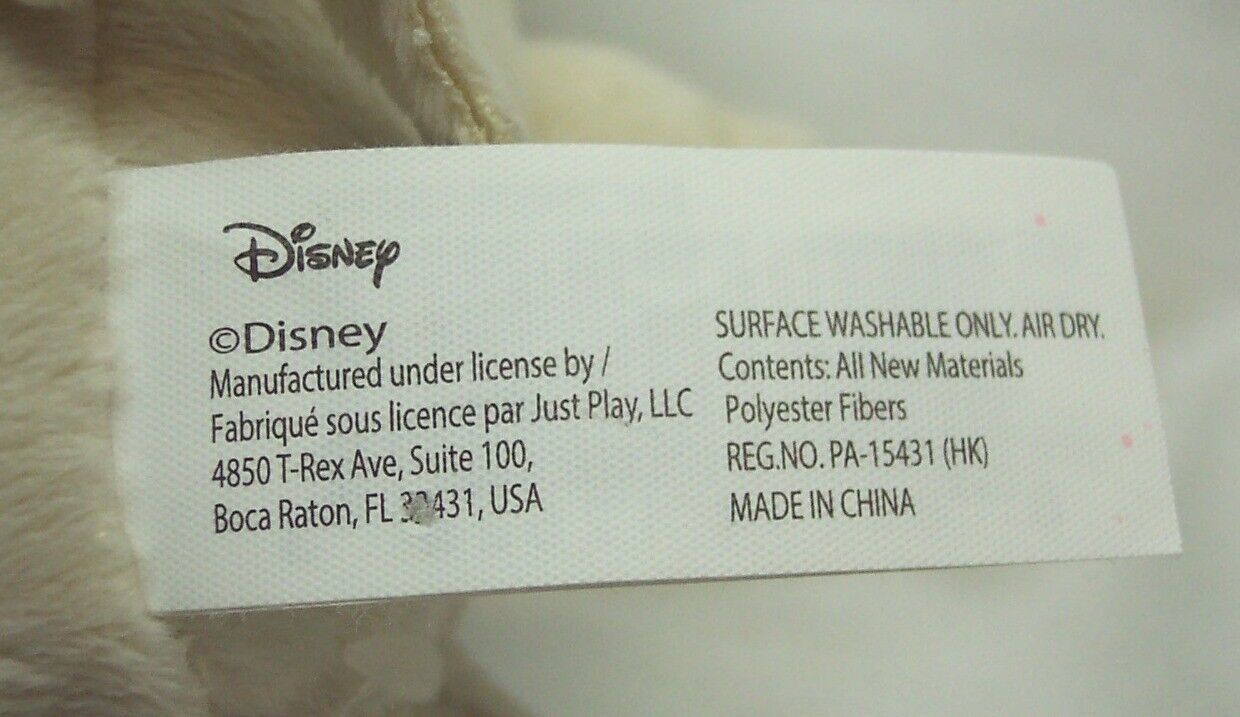 Disney
©Disney
Manufactured under license by /
Fabriqué sous licence par Just Play, LLC
4850 T-Rex Ave, Suite 100,
Boca Raton, FL 33431, USA
SURFACE WASHABLE ONLY. AIR DRY.
Contents: All New Materials
Polyester Fibers
REG.NO. PA-15431 (HK)
MADE IN CHINA